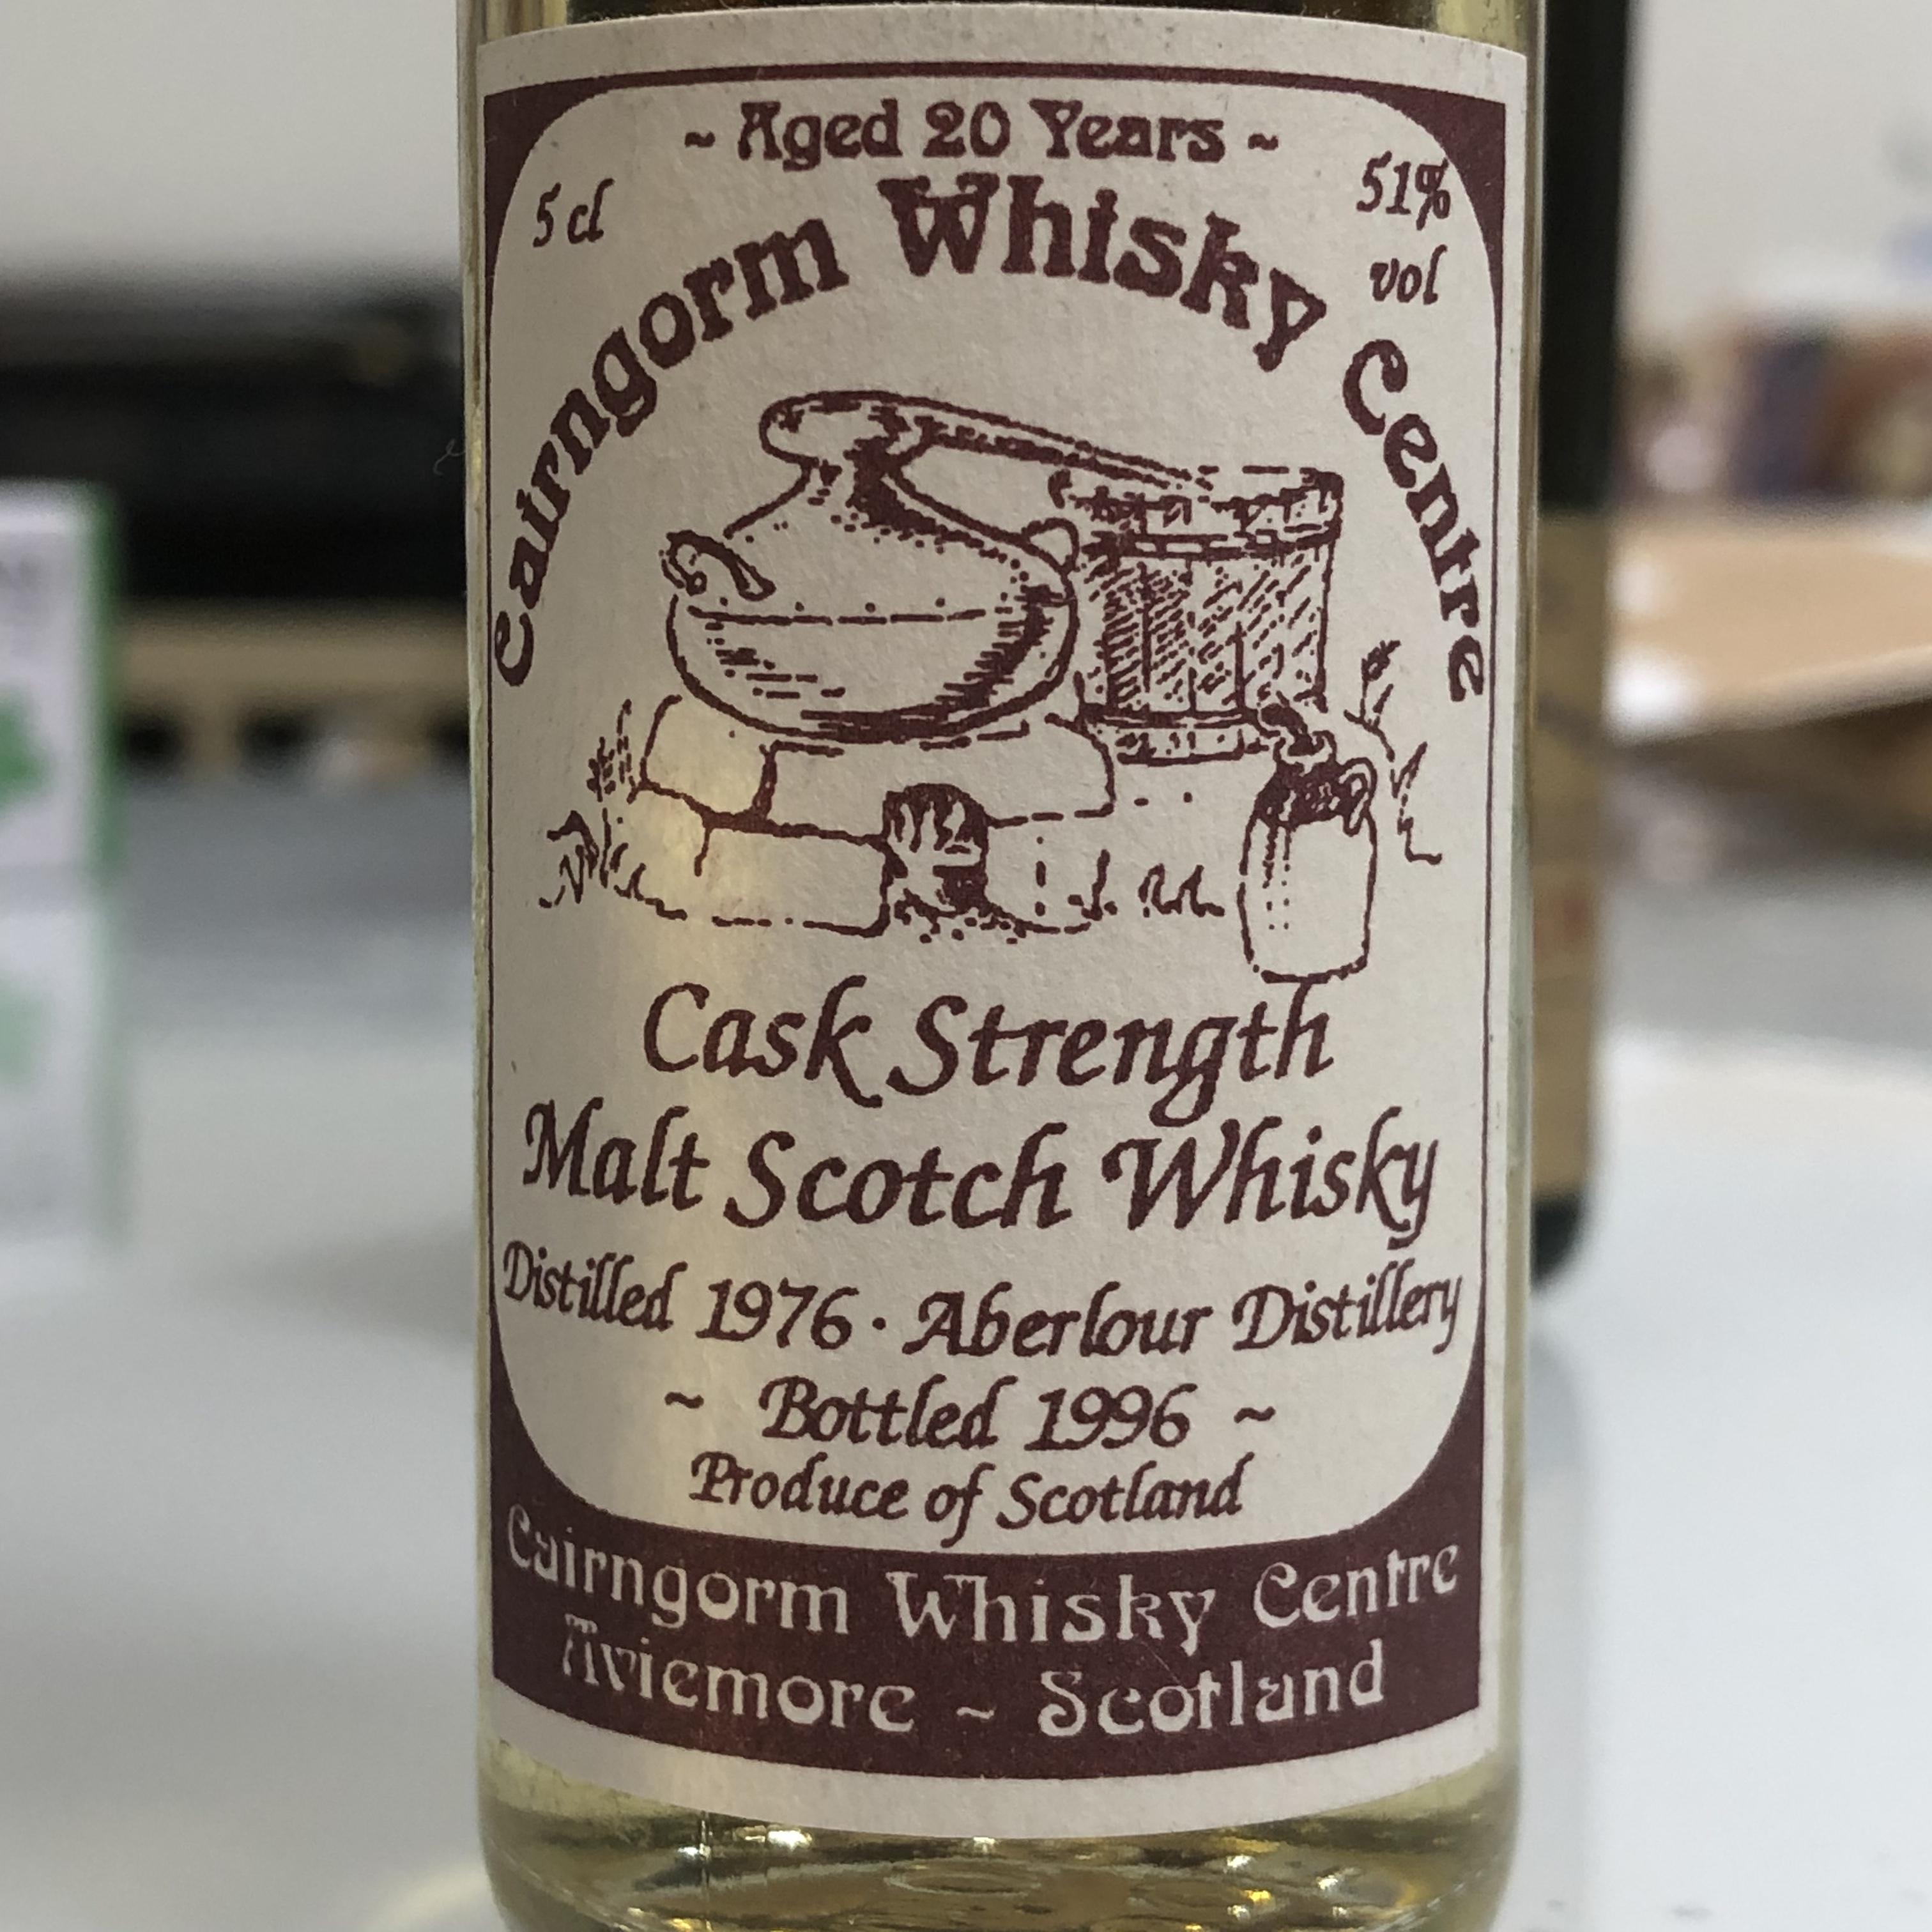 ~ Aged 20 Years ~
5 cl
51%
vol
Cairngorm Whisky Centre
Cask Strength
Malt Scotch Whisky
Distilled 1976 · Aberlour Distillery
~ Bottled 1996 ~
Produce of Scotland
Cairngorm Whisky Centre
Aviemore ~ Scotland